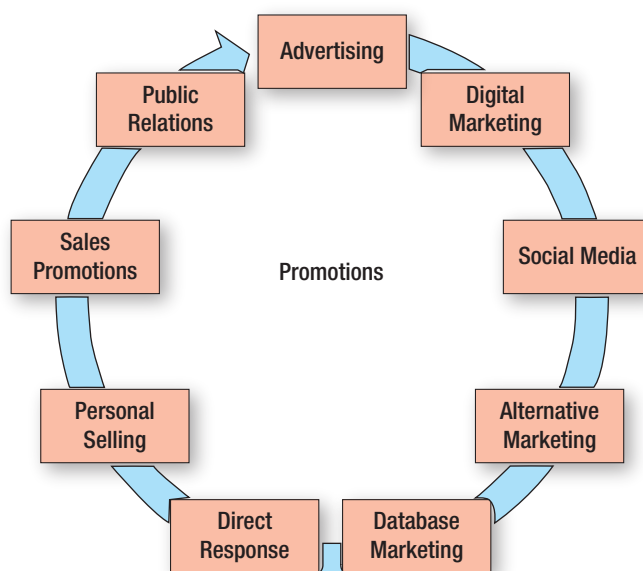 Advertising
Digital
Marketing
Social Media
Alternative
Marketing
Database
Marketing
Direct
Response
Personal
Selling
Sales
Promotions
Public
Relations
Promotions